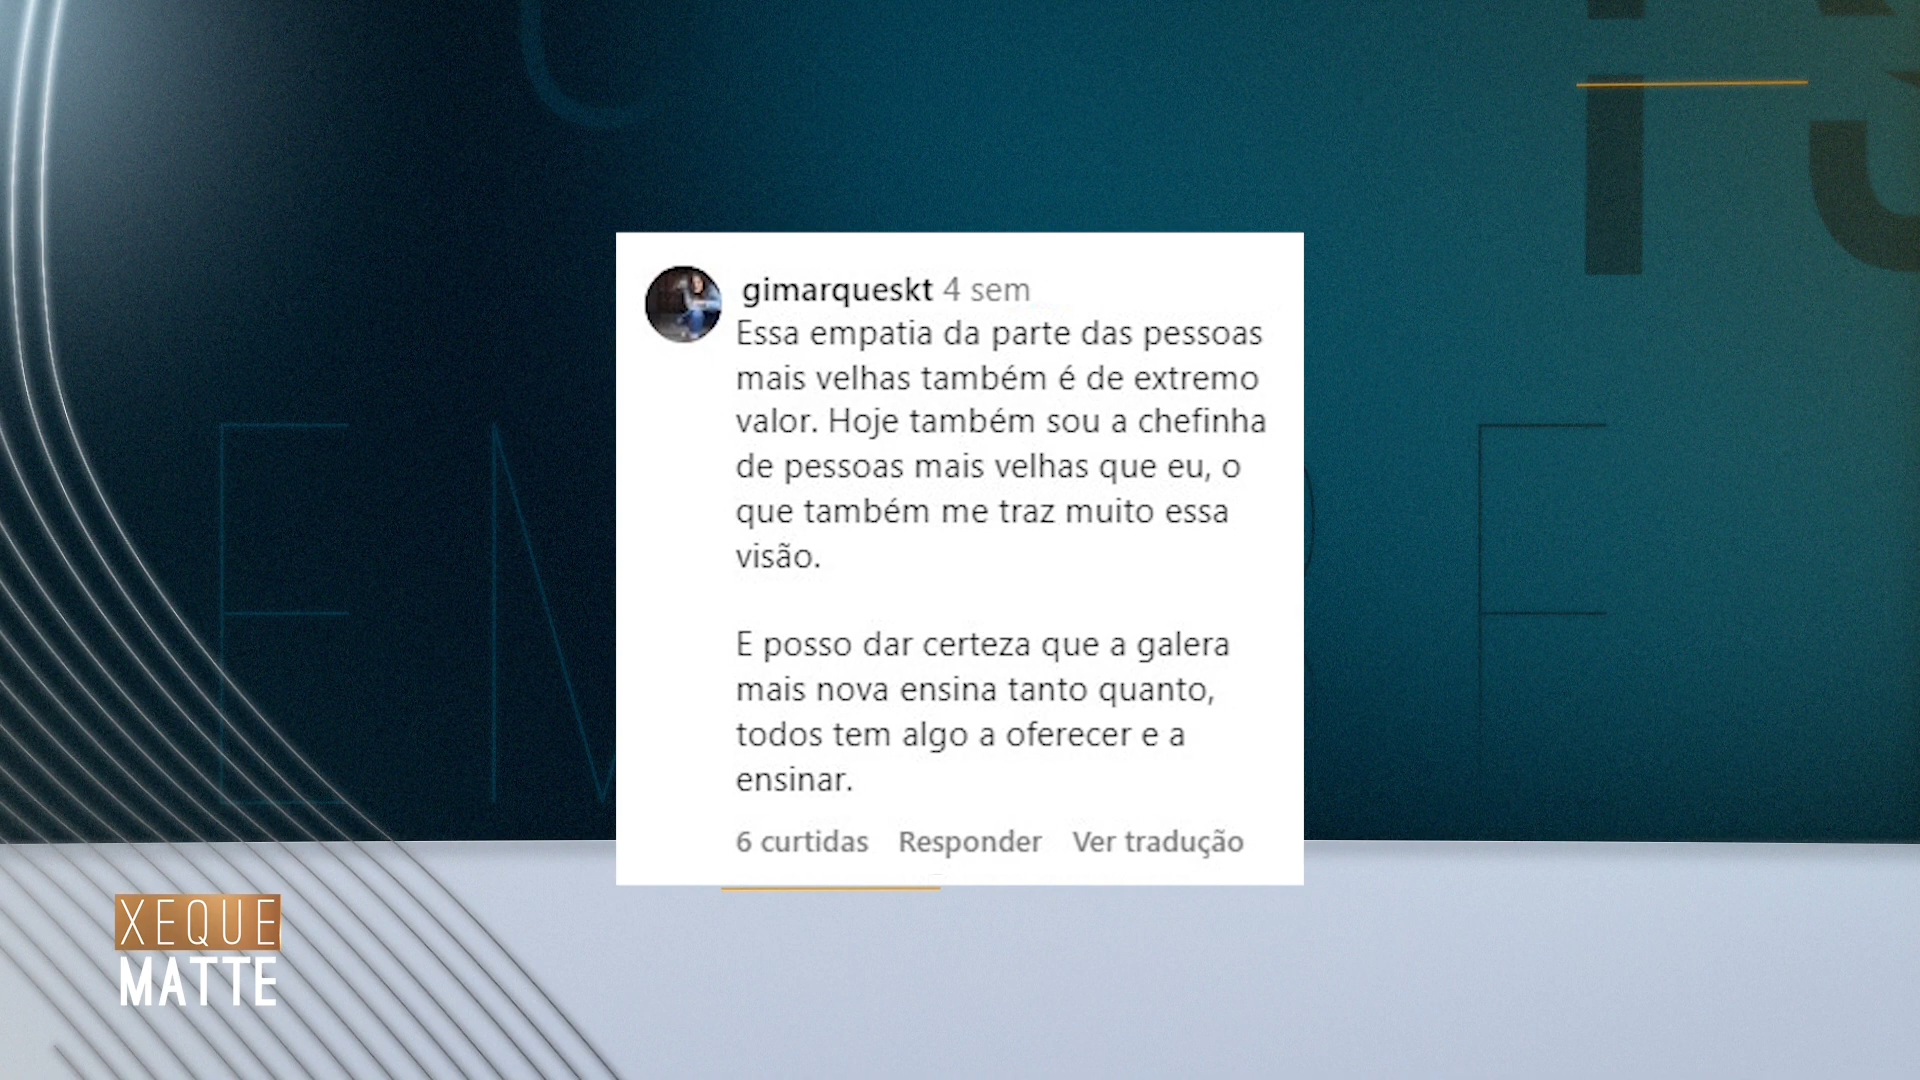 gimarqueskt 4 sem
Essa empatia da parte das pessoas
mais velhas também é de extremo
valor. Hoje também sou a chefinha
de pessoas mais velhas que eu, o
que também me traz muito essa
visão.
E posso dar certeza que a galera
mais nova ensina tanto quanto,
todos tem algo a oferecer e a
ensinar.
6 curtidas Responder Ver tradução
XEQUE
MATTE